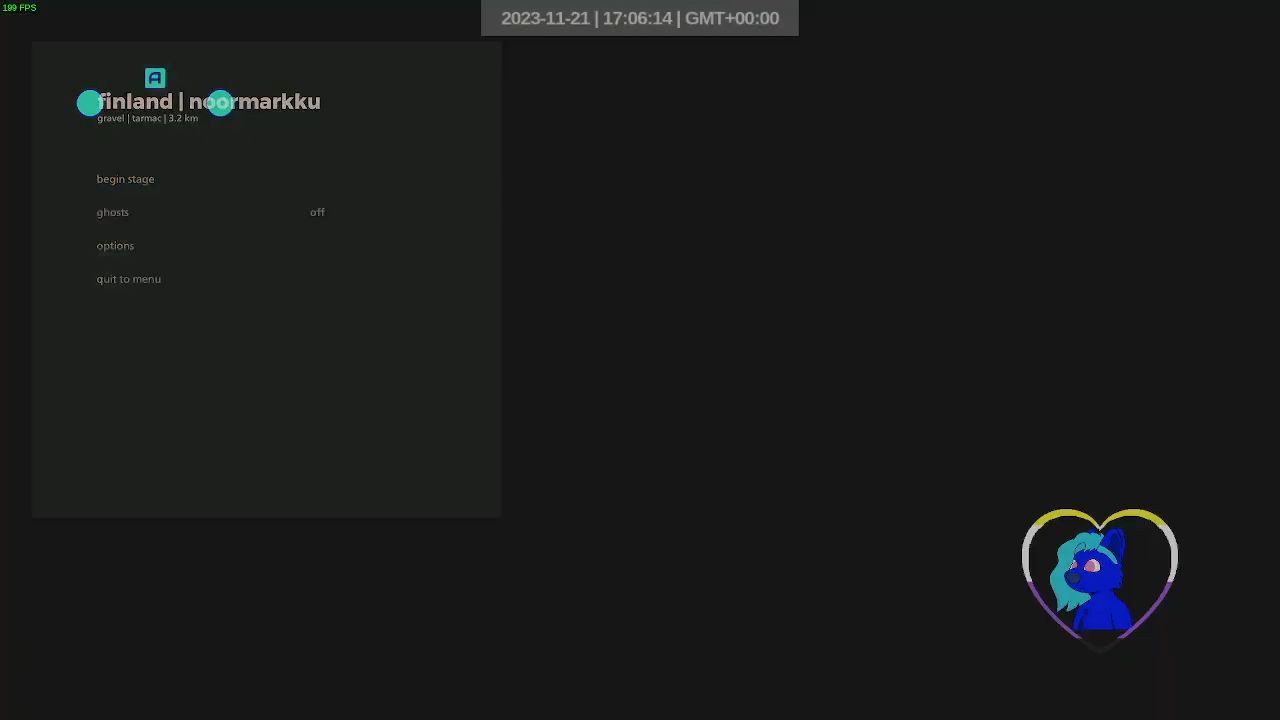 199 FPS
2023-11-21 | 17:06:14 | GMT+00:00
A
finland | noormarkku
gravel | tarmac | 3.2 km
begin stage
ghosts off
options
quit to menu